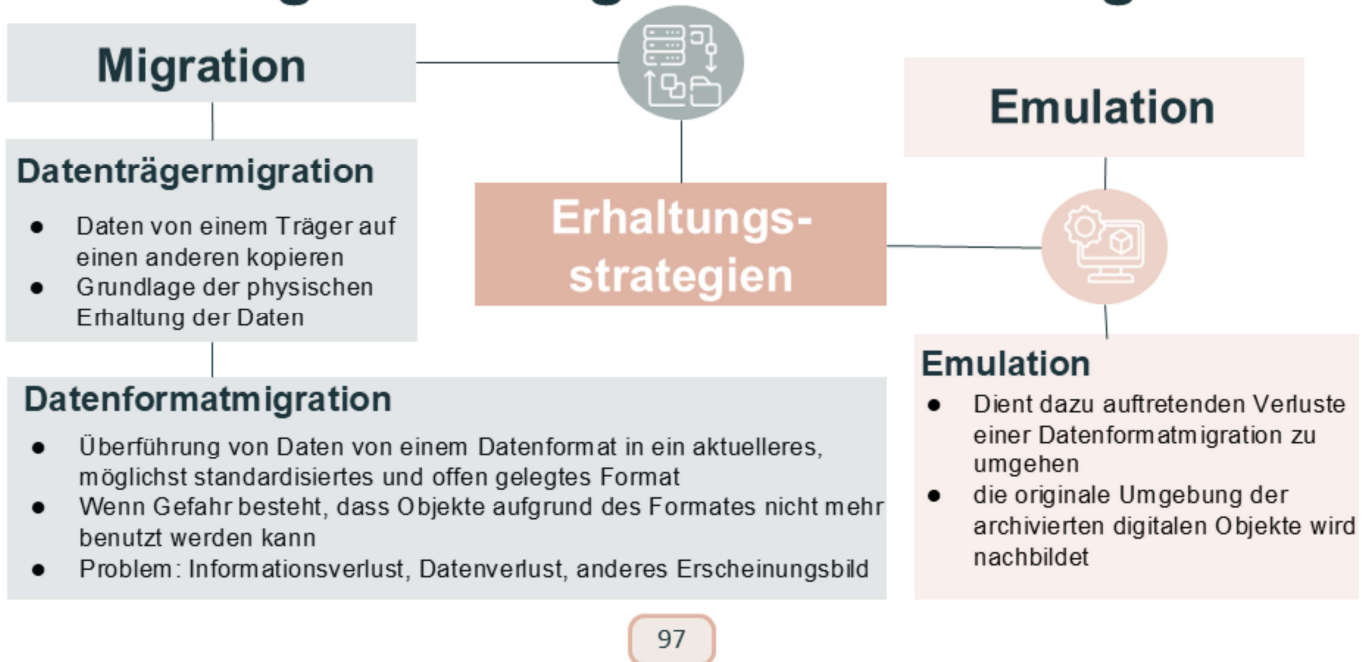 Migration
Datenträgermigration
● Daten von einem Träger auf
einen anderen kopieren
● Grundlage der physischen
Erhaltung der Daten
Datenformatmigration
● Überführung von Daten von einem Datenformat in ein aktuelleres,
möglichst standardisiertes und offen gelegtes Format
● Wenn Gefahr besteht, dass Objekte aufgrund des Formates nicht mehr
benutzt werden kann
● Problem: Informationsverlust, Datenverlust, anderes Erscheinungsbild
Erhaltungs-
strategien
Emulation
Emulation
● Dient dazu auftretenden Verluste
einer Datenformatmigration zu
umgehen
● die originale Umgebung der
archivierten digitalen Objekte wird
nachbildet
97